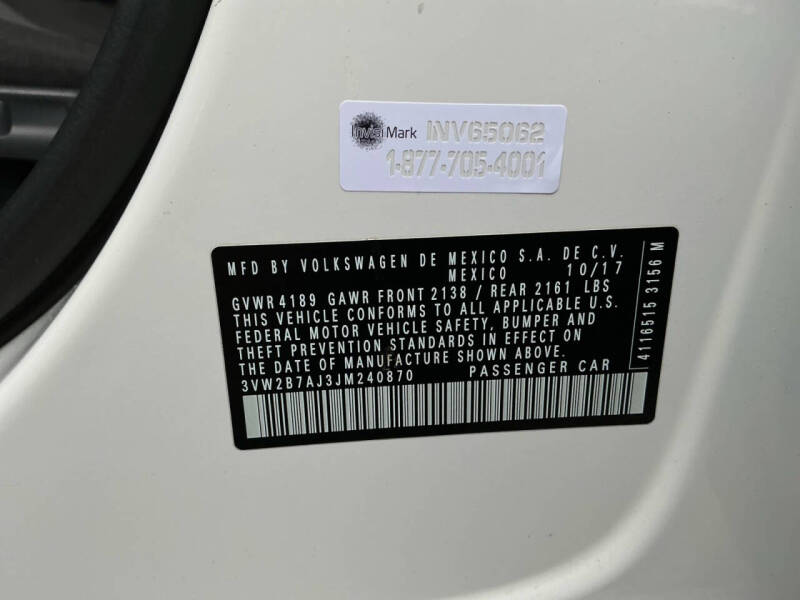 InvisiMark INV65062
1-877-705-4001
MFD BY VOLKSWAGEN DE MEXICO S.A. DE C.V.
MEXICO 10/17
GVWR 4189 GAWR FRONT 2138 / REAR 2161 LBS
THIS VEHICLE CONFORMS TO ALL APPLICABLE U.S.
FEDERAL MOTOR VEHICLE SAFETY, BUMPER AND
THEFT PREVENTION STANDARDS IN EFFECT ON
THE DATE OF MANUFACTURE SHOWN ABOVE.
3VW2B7AJ3JM240870 PASSENGER CAR
4116515 3156 M